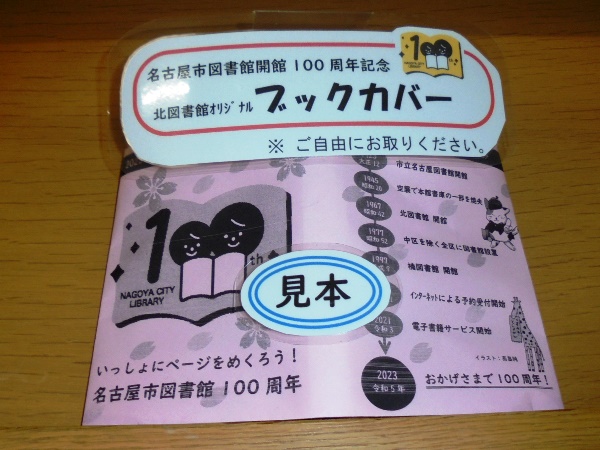 名古屋市図書館開館100周年記念
北図書館オリジナル ブックカバー
※ ご自由にお取りください。
大正12
市立名古屋図書館開館
1945
昭和20
空襲で本館蔵書の一部を焼失
1967
昭和42
北図書館 開館
1977
昭和52
中区を除く全区に図書館設置
1997
楠図書館 開館
インターネットによる予約受付開始
2021
令和3
電子書籍サービス開始
2023
令和5年
おかげさまで100周年！
100th
NAGOYA CITY
LIBRARY
見本
いっしょにページをめくろう！
名古屋市図書館100周年